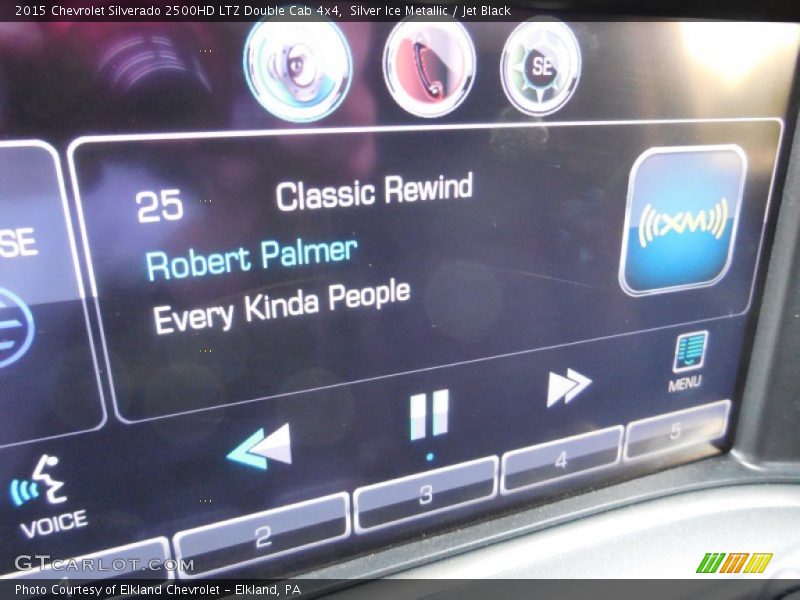 2015 Chevrolet Silverado 2500HD LTZ Double Cab 4x4, Silver Ice Metallic / Jet Black
SE
25 Classic Rewind
SE
Robert Palmer
((XM))
Every Kinda People
MENU
VOICE
1 2 3 4 5
GTCARLOT.COM
Photo Courtesy of Elkland Chevrolet - Elkland, PA